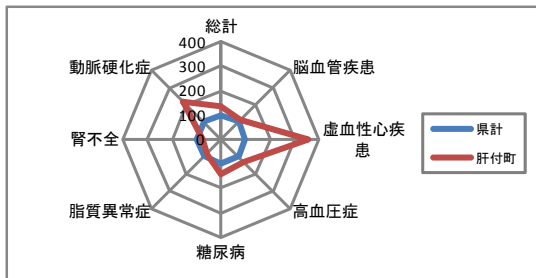 総計
400
300
200
100
0
脳血管疾患
虚血性心疾
患
高血圧症
糖尿病
脂質異常症
腎不全
動脈硬化症
県計
肝付町